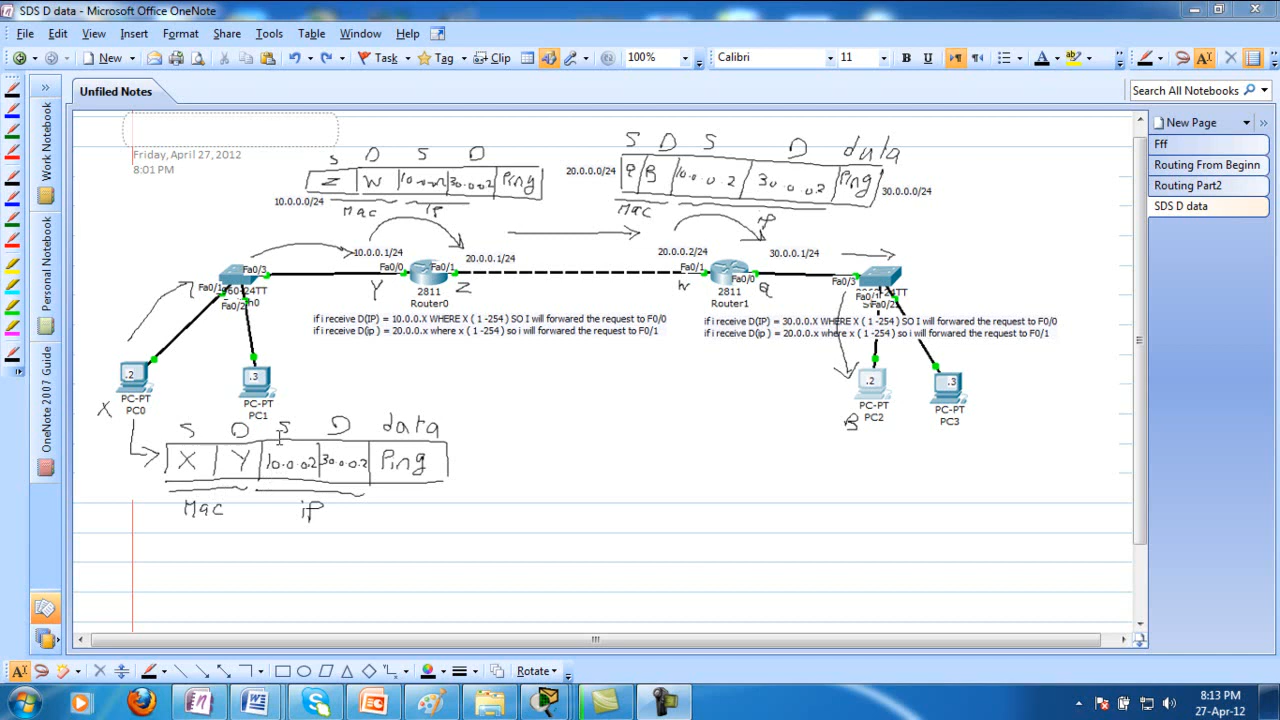 SDS D data - Microsoft Office OneNote
File Edit View Insert Format Share Tools Table Window Help
New Task Tag Clip 100% Calibri 11 B U
Unfiled Notes
Search All Notebooks
New Page
Fff
Routing From Beginn
Routing Part2
SDS D data
Work Notebook
Personal Notebook
OneNote 2007 Guide
Friday, April 27, 2012
8:01 PM
S D S D
Z W 30.0.0.2 Ping
Mac ip
10.0.0.0/24
S D S D data
20.0.0.0/24
Q B 10.0.0.2 30.0.0.2 Ping
30.0.0.0/24
Mac ip
10.0.0.1/24
20.0.0.1/24
20.0.0.2/24
30.0.0.1/24
Fa0/3
Fa0/0
Fa0/1
Fa0/1
Fa0/0
Fa0/3
Fa0/1
Fa0/2
Y
Z
W
Q
2811
Router0
2811
Router1
if i receive D(IP) = 10.0.0.X WHERE X ( 1 -254 ) SO I will forwared the request to F0/0
if i receive D(ip ) = 20.0.0.x where x ( 1 -254 ) so i will forwared the request to F0/1
if i receive D(IP) = 30.0.0.X WHERE X ( 1 -254 ) SO I will forwared the request to F0/0
if i receive D(ip ) = 20.0.0.x where x ( 1 -254 ) so i will forwared the request to F0/1
.2
PC-PT
PC0
X
.3
PC-PT
PC1
.2
PC-PT
PC2
B
.3
PC-PT
PC3
S D S D data
X Y 10.0.0.2 30.0.0.2 Ping
Mac ip
Rotate
8:13 PM
27-Apr-12